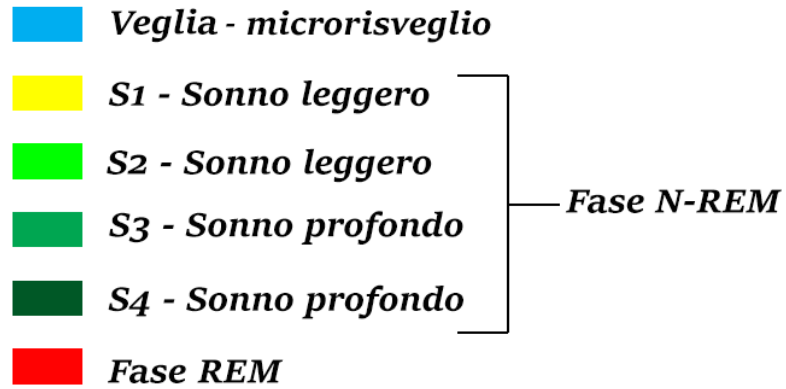 Veglia - microrisveglio
S1 - Sonno leggero
S2 - Sonno leggero
Fase N-REM
S3 - Sonno profondo
S4 - Sonno profondo
Fase REM